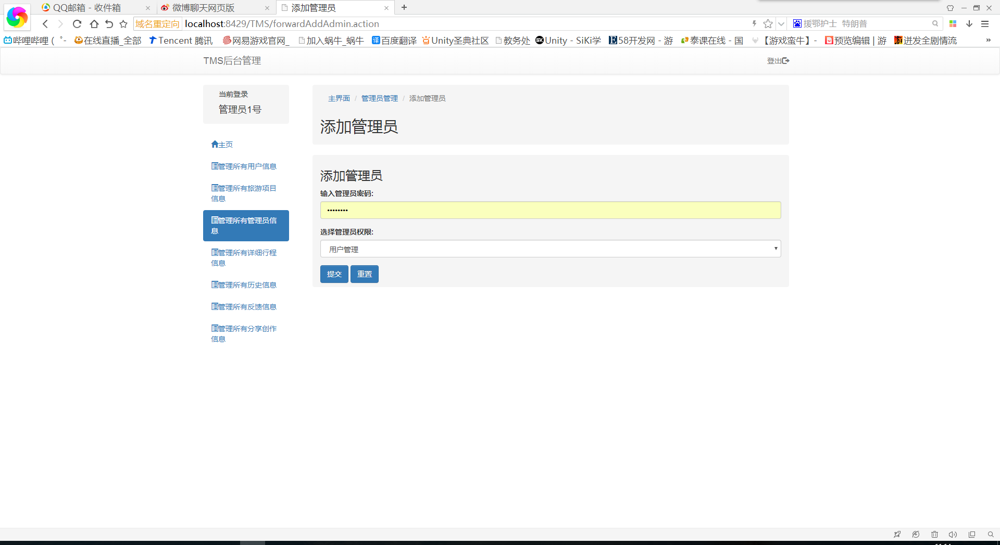 QQ邮箱 - 收件箱
微博聊天网页版
添加管理员
域名重定向
localhost:8429/TMS/forwardAddAdmin.action
援鄂护士 特朗普
哔哩哔哩 ( ゜-
在线直播_全部
Tencent 腾讯
网易游戏官网_
加入蜗牛_蜗牛
译
百度翻译
Unity圣典社区
教务处
SK
Unity - SiKi学
E
58开发网 - 游
泰课在线 - 国
【游戏蛮牛】-
预览编辑 | 游
迸发全剧情流
»
TMS后台管理
登出
当前登录
管理员1号
主页
管理所有用户信息
管理所有旅游项目
信息
管理所有管理员信
息
管理所有详细行程
信息
管理所有历史信息
管理所有反馈信息
管理所有分享创作
信息
主界面 / 管理员管理 / 添加管理员
添加管理员
添加管理员
输入管理员密码:
••••••••
选择管理员权限:
用户管理
提交
重置